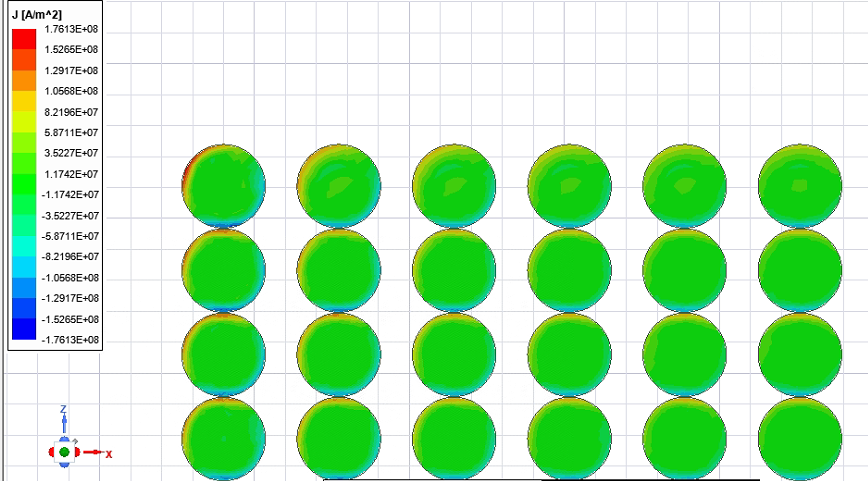 J [A/m^2]
1.7613E+08
1.5265E+08
1.2917E+08
1.0568E+08
8.2196E+07
5.8711E+07
3.5227E+07
1.1742E+07
-1.1742E+07
-3.5227E+07
-5.8711E+07
-8.2196E+07
-1.0568E+08
-1.2917E+08
-1.5265E+08
-1.7613E+08
Z
X